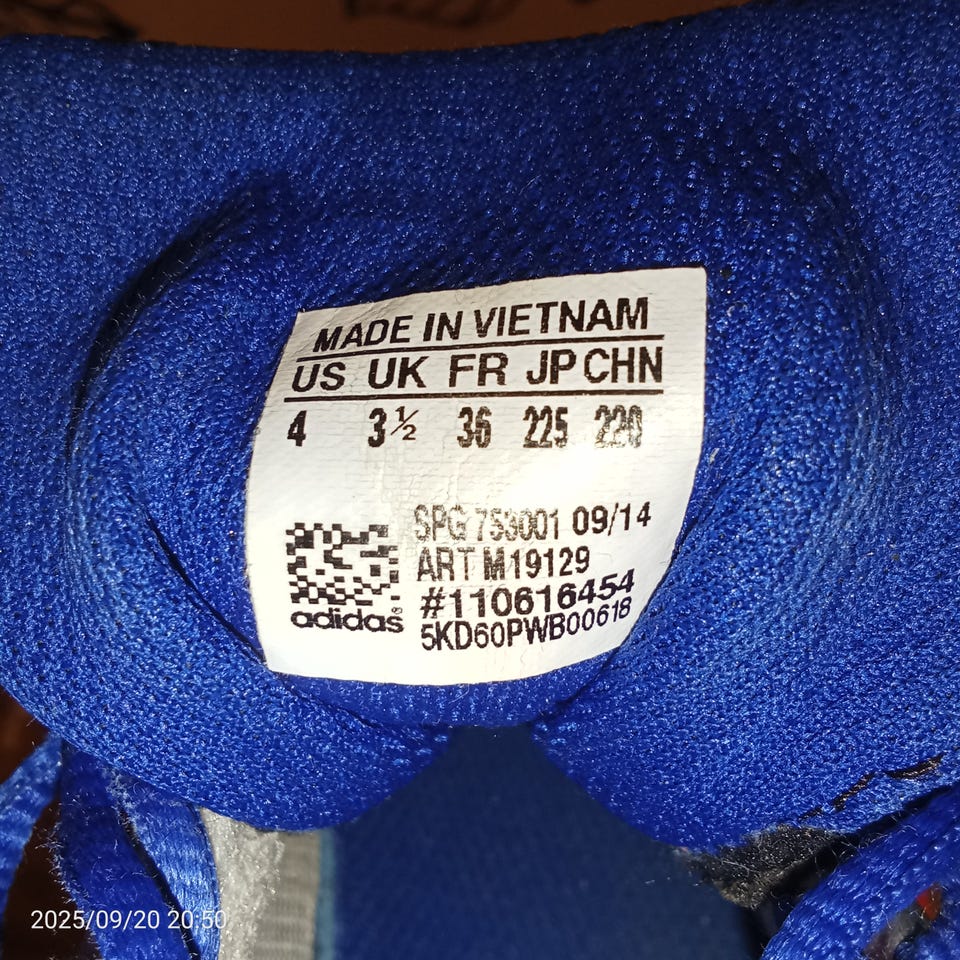 MADE IN VIETNAM
US UK FR JP CHN
4 3½ 36 225 220
SPG 753001 09/14
ART M19129
#110616454
5KD60PWB00618
adidas®
2025/09/20 20:50